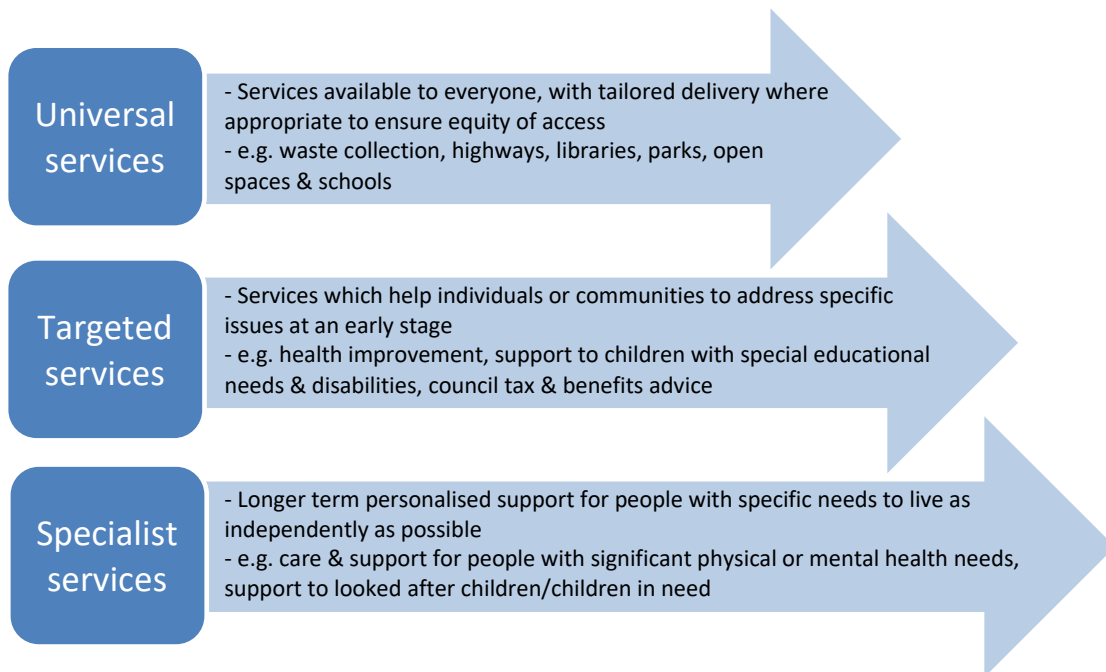 Universal
services
- Services available to everyone, with tailored delivery where
appropriate to ensure equity of access
- e.g. waste collection, highways, libraries, parks, open
spaces & schools
Targeted
services
- Services which help individuals or communities to address specific
issues at an early stage
- e.g. health improvement, support to children with special educational
needs & disabilities, council tax & benefits advice
Specialist
services
- Longer term personalised support for people with specific needs to live as
independently as possible
- e.g. care & support for people with significant physical or mental health needs,
support to looked after children/children in need